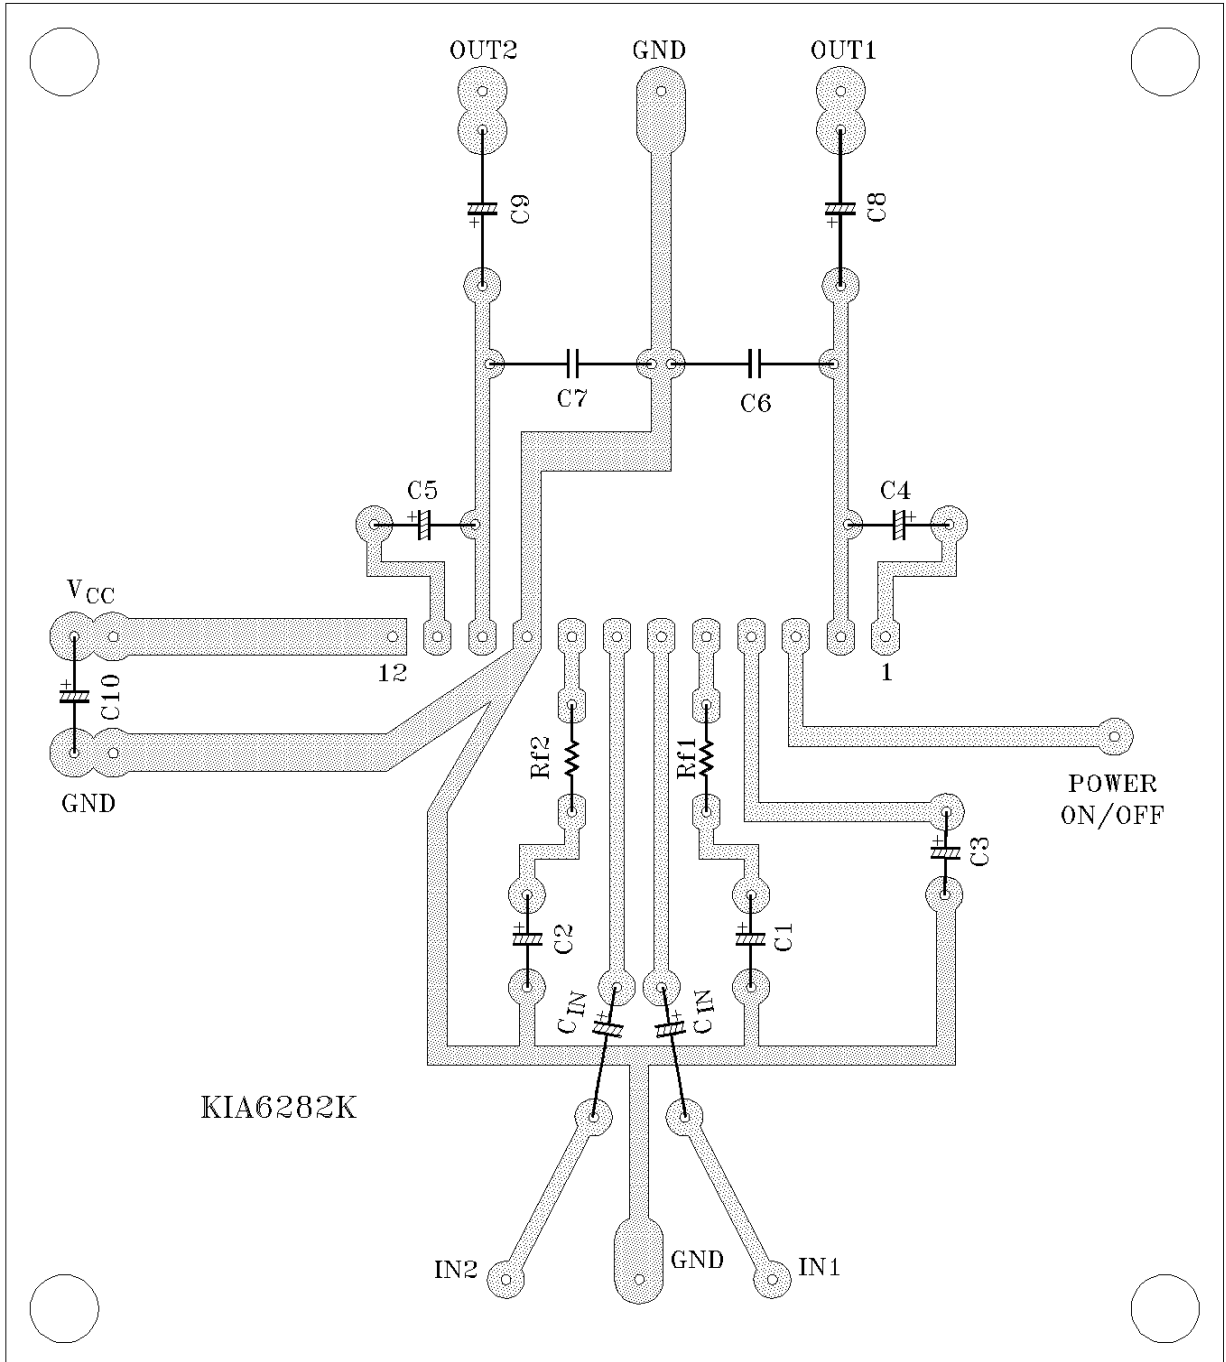 OUT2 GND OUT1
C9 C8
C7 C6
C5 C4
VCC
12 1
C10
Rf2 Rf1
GND
POWER
ON/OFF
C3
C2 C1
CIN CIN
KIA6282K
IN2 GND IN1
+
+
+
+
+
+
+
+
+
+